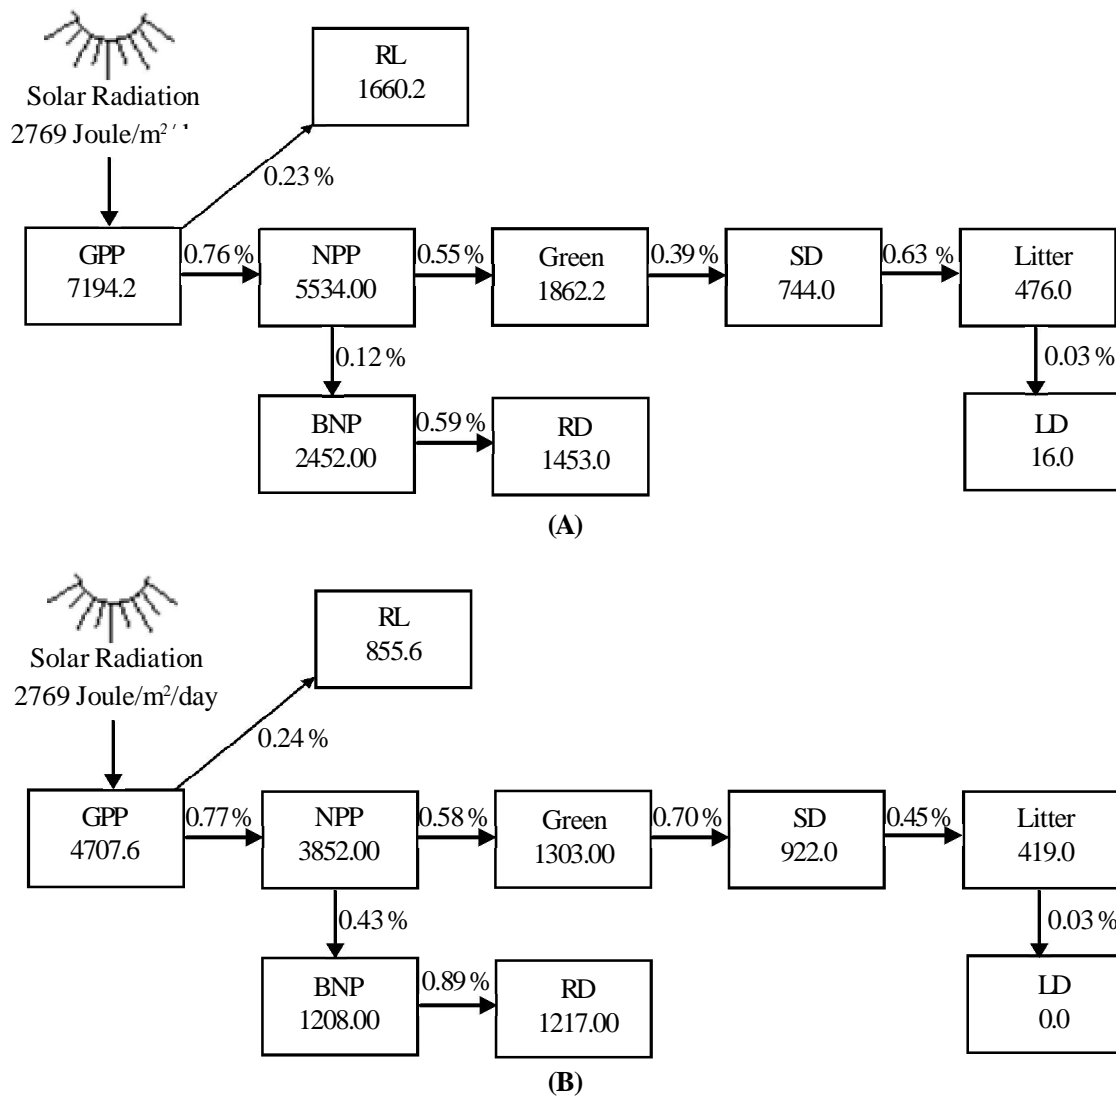 Solar Radiation
2769 Joule/m²/
RL
1660.2
0.23 %
GPP
7194.2
0.76 %
NPP
5534.00
0.55 %
Green
1862.2
0.39 %
SD
744.0
0.63 %
Litter
476.0
0.12 %
0.03 %
BNP
2452.00
0.59 %
RD
1453.0
LD
16.0
(A)
Solar Radiation
2769 Joule/m²/day
RL
855.6
0.24 %
GPP
4707.6
0.77 %
NPP
3852.00
0.58 %
Green
1303.00
0.70 %
SD
922.0
0.45 %
Litter
419.0
0.43 %
0.03 %
BNP
1208.00
0.89 %
RD
1217.00
LD
0.0
(B)